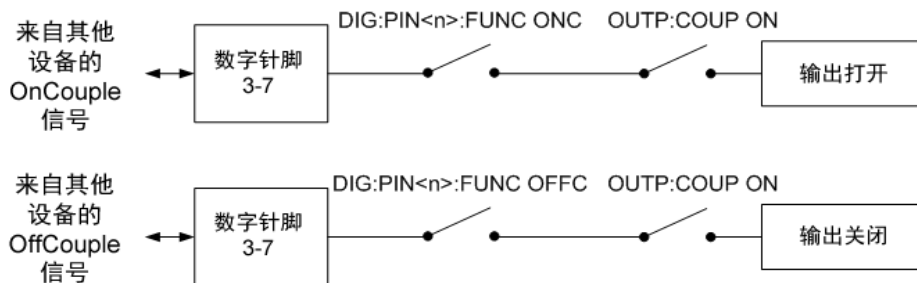 来自其他
设备的
OnCouple
信号
数字针脚
3-7
DIG:PIN<n>:FUNC ONC
OUTP:COUP ON
输出打开
来自其他
设备的
OffCouple
信号
数字针脚
3-7
DIG:PIN<n>:FUNC OFFC
OUTP:COUP ON
输出关闭